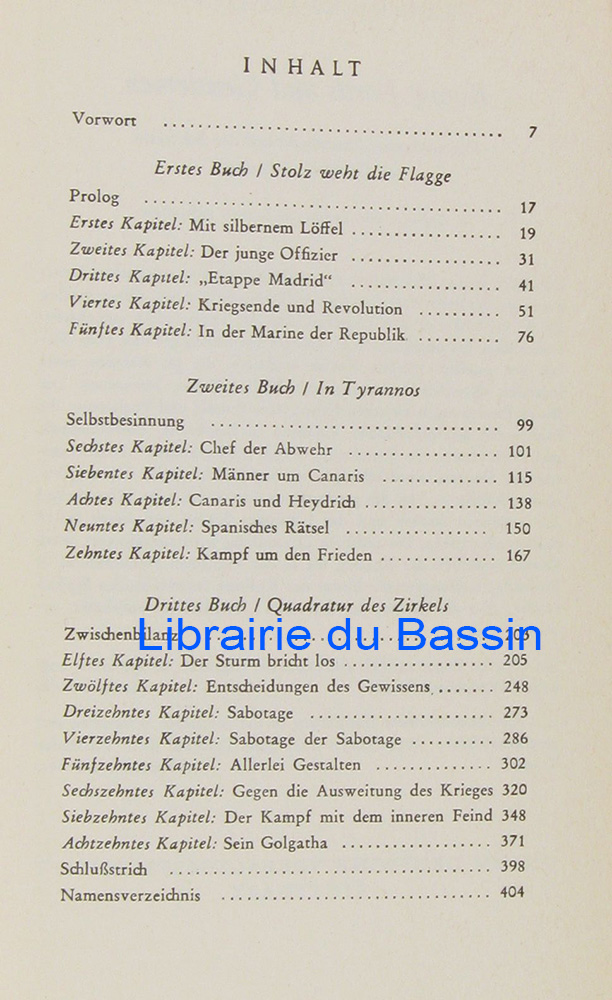 INHALT
Vorwort ........................................ 7
Erstes Buch / Stolz weht die Flagge
Prolog ........................................ 17
Erstes Kapitel: Mit silbernem Löffel .................. 19
Zweites Kapitel: Der junge Offizier .................. 31
Drittes Kapitel: „Etappe Madrid“ .................. 41
Viertes Kapitel: Kriegsende und Revolution .......... 51
Fünftes Kapitel: In der Marine der Republik .......... 76
Zweites Buch / In Tyrannos
Selbstbesinnung .................................. 99
Sechstes Kapitel: Chef der Abwehr .................. 101
Siebentes Kapitel: Männer um Canaris .............. 115
Achtes Kapitel: Canaris und Heydrich ................ 138
Neuntes Kapitel: Spanisches Rätsel ................. 150
Zehntes Kapitel: Kampf um den Frieden .............. 167
Drittes Buch / Quadratur des Zirkels
Zwischenbilanz .................................. 203
Librairie du Bassin
Elftes Kapitel: Der Sturm bricht los .................. 205
Zwölftes Kapitel: Entscheidungen des Gewissens ....... 248
Dreizehntes Kapitel: Sabotage ...................... 273
Vierzehntes Kapitel: Sabotage der Sabotage .......... 286
Fünfzehntes Kapitel: Allerlei Gestalten .............. 302
Sechszehntes Kapitel: Gegen die Ausweitung des Krieges 320
Siebzehntes Kapitel: Der Kampf mit dem inneren Feind 348
Achtzehntes Kapitel: Sein Golgatha .................. 371
Schlußstrich ...................................... 398
Namensverzeichnis ................................ 404